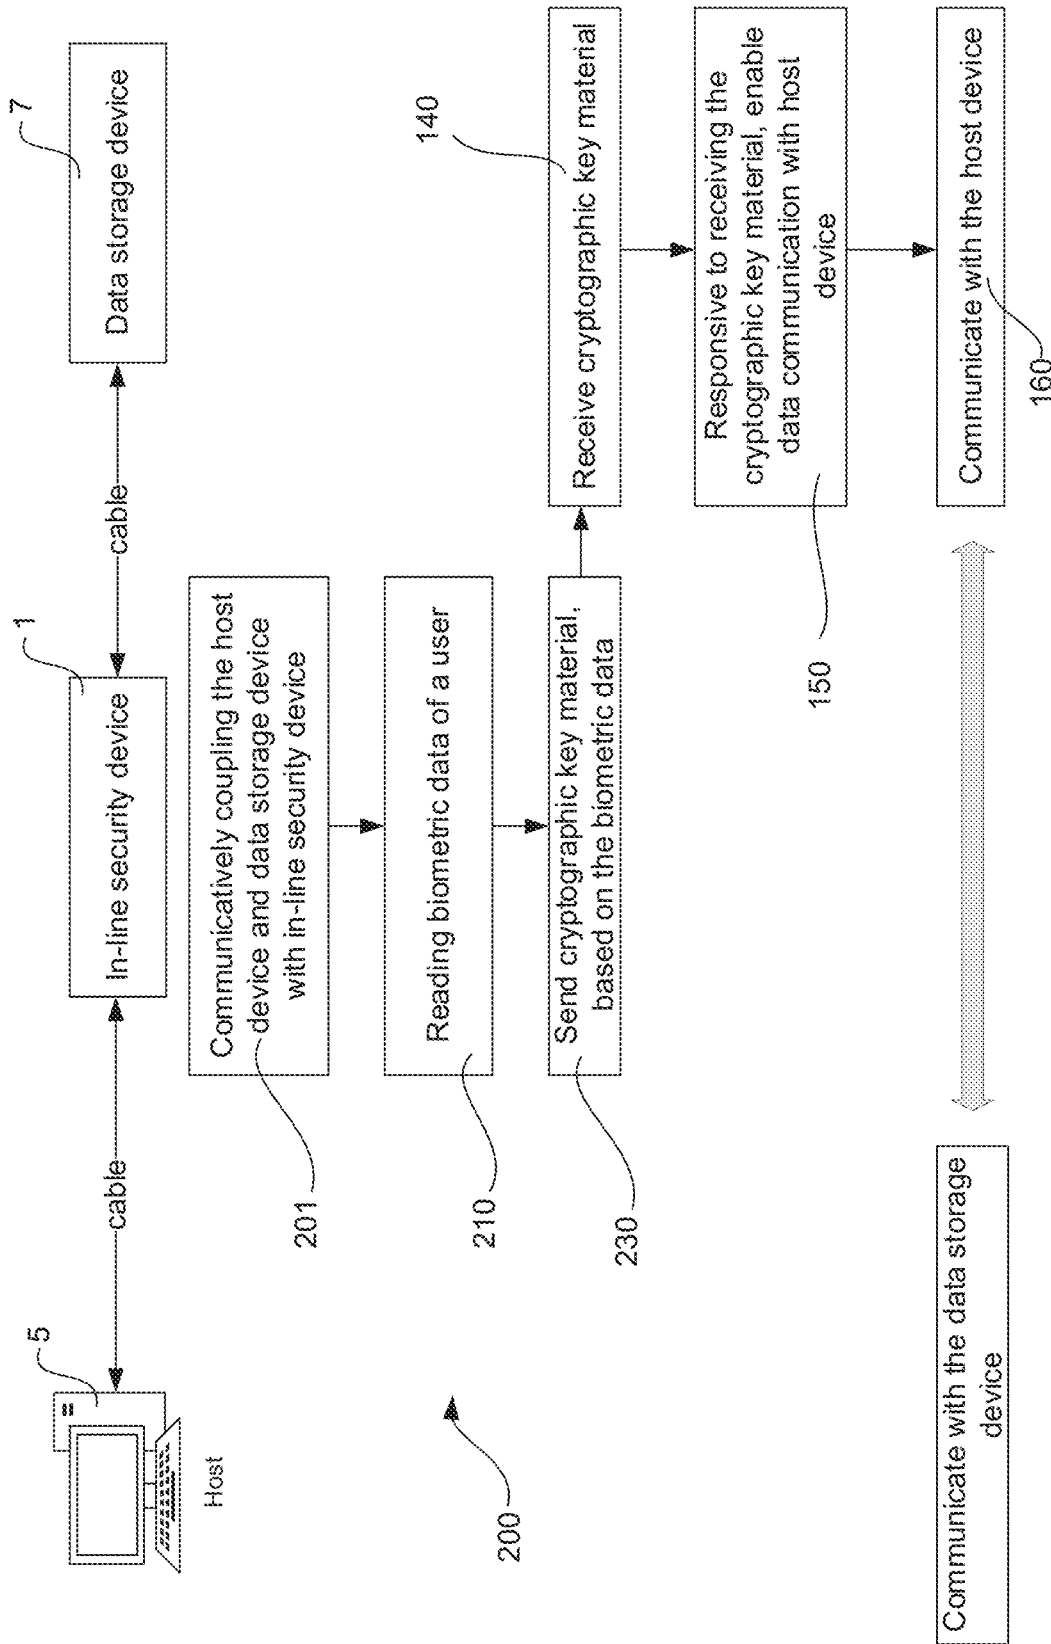 5
=
Host
cable
1
In-line security device
cable
7
Data storage device
200
201
Communicatively coupling the host
device and data storage device
with in-line security device
210
Reading biometric data of a user
230
Send cryptographic key material,
based on the biometric data
140
Receive cryptographic key material
Responsive to receiving the
cryptographic key material, enable
data communication with host
device
150
Communicate with the data storage
device
Communicate with the host device
160